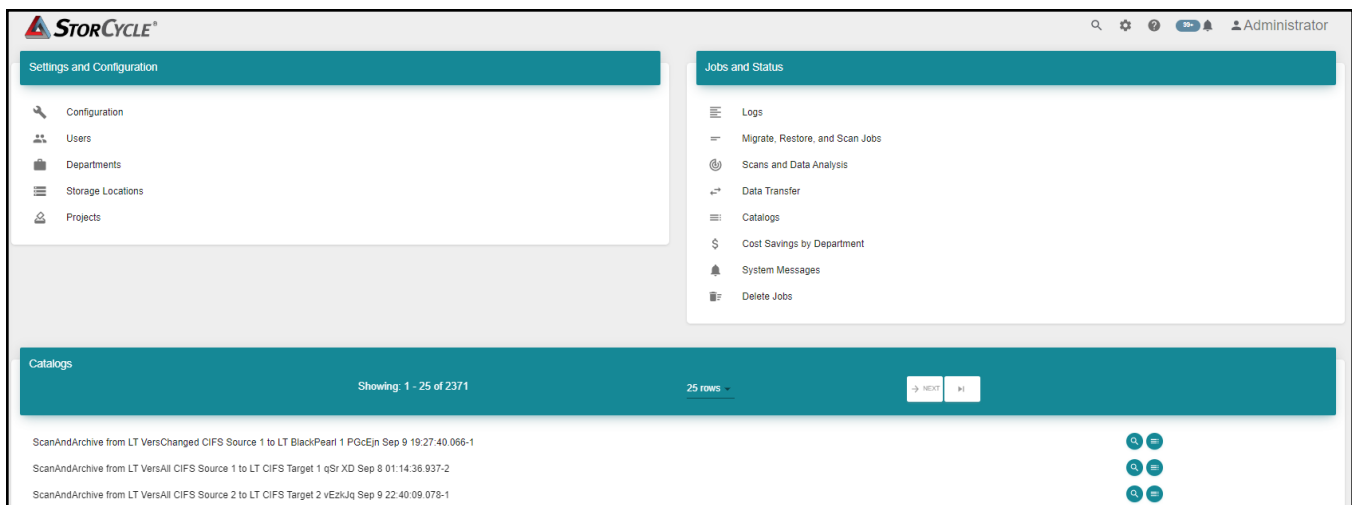 STORCYCLE®
39+ Administrator
Settings and Configuration
Configuration
Users
Departments
Storage Locations
Projects
Jobs and Status
Logs
Migrate, Restore, and Scan Jobs
Scans and Data Analysis
Data Transfer
Catalogs
$ Cost Savings by Department
System Messages
Delete Jobs
Catalogs
Showing: 1 - 25 of 2371 25 rows NEXT
ScanAndArchive from LT VersChanged CIFS Source 1 to LT BlackPearl 1 PGcEjn Sep 9 19:27:40.066-1
ScanAndArchive from LT VersAll CIFS Source 1 to LT CIFS Target 1 qSr XD Sep 8 01:14:36.937-2
ScanAndArchive from LT VersAll CIFS Source 2 to LT CIFS Target 2 vEzkJq Sep 9 22:40:09.078-1